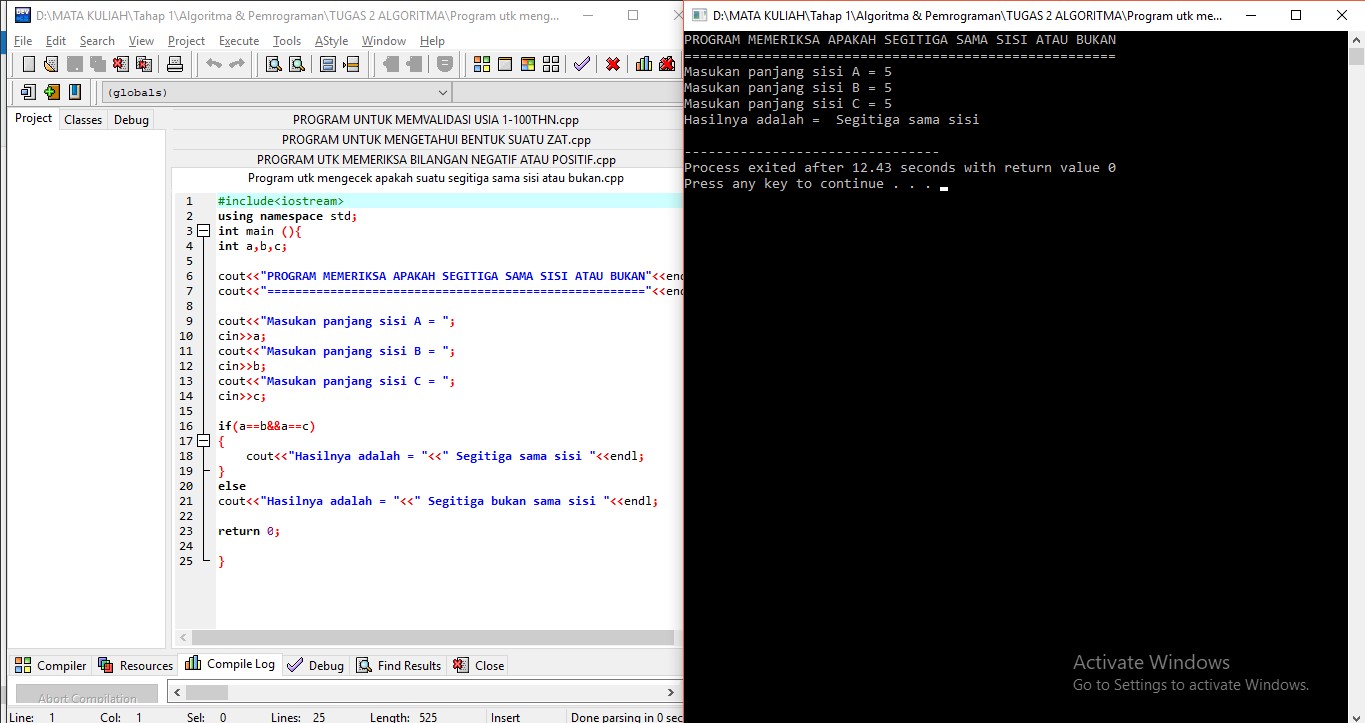 D:\MATA KULIAH\Tahap 1\Algoritma & Pemrograman\TUGAS 2 ALGORITMA\Program utk meng...
File Edit Search View Project Execute Tools AStyle Window Help
(globals)
Project Classes Debug
PROGRAM UNTUK MEMVALIDASI USIA 1-100THN.cpp
PROGRAM UNTUK MENGETAHUI BENTUK SUATU ZAT.cpp
PROGRAM UTK MEMERIKSA BILANGAN NEGATIF ATAU POSITIF.cpp
Program utk mengecek apakah suatu segitiga sama sisi atau bukan.cpp
1 #include<iostream>
2 using namespace std;
3 int main (){
4 int a,b,c;
5
6 cout<<"PROGRAM MEMERIKSA APAKAH SEGITIGA SAMA SISI ATAU BUKAN"<<end
7 cout<<"======================================================"<<end
8
9 cout<<"Masukan panjang sisi A = ";
10 cin>>a;
11 cout<<"Masukan panjang sisi B = ";
12 cin>>b;
13 cout<<"Masukan panjang sisi C = ";
14 cin>>c;
15
16 if(a==b&&a==c)
17 {
18 cout<<"Hasilnya adalah = "<<" Segitiga sama sisi "<<endl;
19 }
20 else
21 cout<<"Hasilnya adalah = "<<" Segitiga bukan sama sisi "<<endl;
22
23 return 0;
24
25 }
Compiler Resources Compile Log Debug Find Results Close
Abort Compilation
Line: 1 Col: 1 Sel: 0 Lines: 25 Length: 525 Insert Done parsing in 0 sec
D:\MATA KULIAH\Tahap 1\Algoritma & Pemrograman\TUGAS 2 ALGORITMA\Program utk me...
PROGRAM MEMERIKSA APAKAH SEGITIGA SAMA SISI ATAU BUKAN
======================================================
Masukan panjang sisi A = 5
Masukan panjang sisi B = 5
Masukan panjang sisi C = 5
Hasilnya adalah =  Segitiga sama sisi
--------------------------------
Process exited after 12.43 seconds with return value 0
Press any key to continue . . .
Activate Windows
Go to Settings to activate Windows.